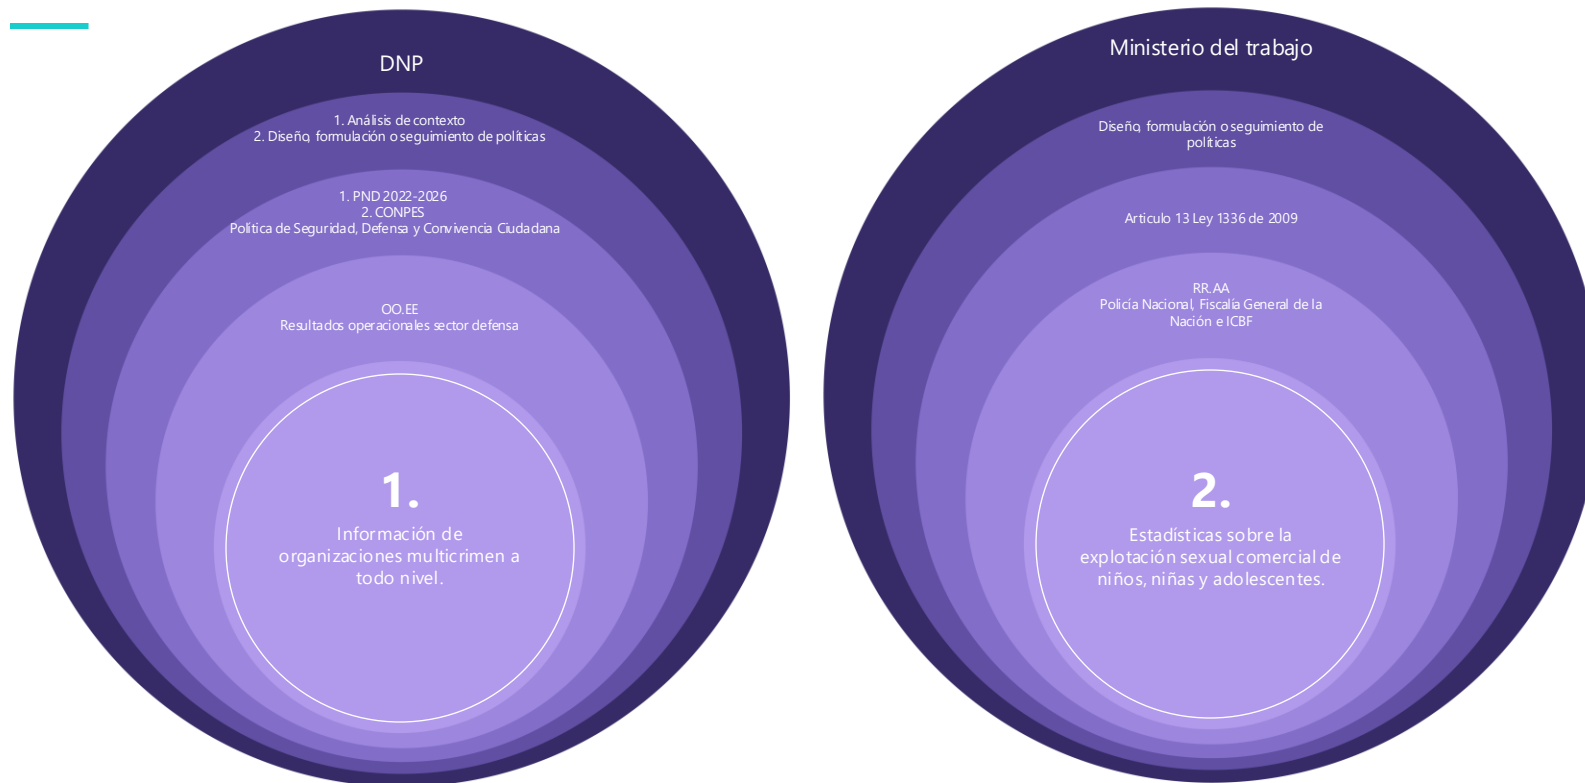 DNP
1. Análisis de contexto
2. Diseño, formulación o seguimiento de políticas
1. PND 2022-2026
2. CONPES
Política de Seguridad, Defensa y Convivencia Ciudadana
OO.EE
Resultados operacionales sector defensa
1.
Información de
organizaciones multicrimen a
todo nivel.
Ministerio del trabajo
Diseño, formulación o seguimiento de
políticas
Articulo 13 Ley 1336 de 2009
RR.AA
Policía Nacional, Fiscalía General de la
Nación e ICBF
2.
Estadísticas sobre la
explotación sexual comercial de
niños, niñas y adolescentes.